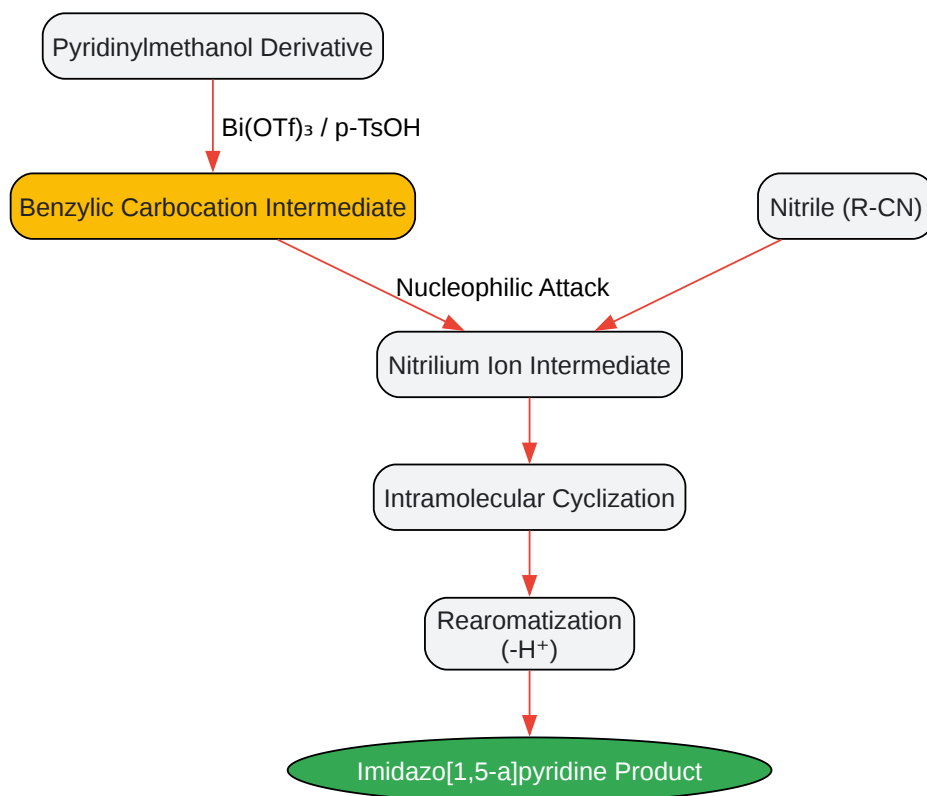 Pyridinylmethanol Derivative
Bi(OTf)₃ / p-TsOH
Benzylic Carbocation Intermediate
Nitrile (R-CN)
Nucleophilic Attack
Nitrilium Ion Intermediate
Intramolecular Cyclization
Rearomatization
(-H⁺)
Imidazo[1,5-a]pyridine Product